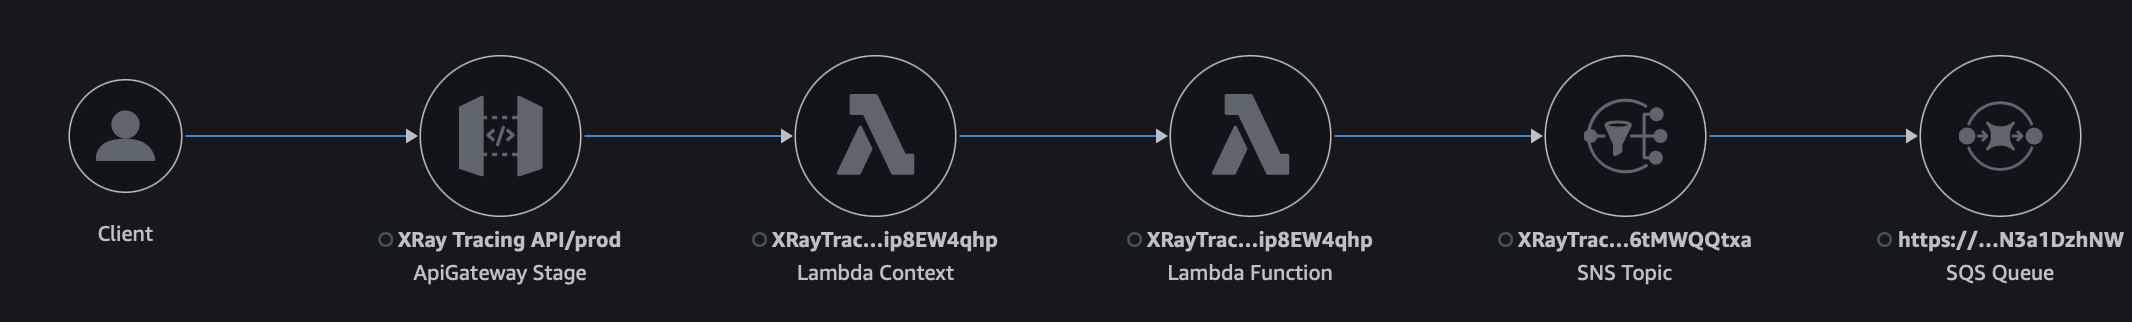 Client
XRay Tracing API/prod
ApiGateway Stage
XRayTrac...ip8EW4qhp
Lambda Context
XRayTrac...ip8EW4qhp
Lambda Function
XRayTrac...6tMWQQtxa
SNS Topic
https://...N3a1DzhNW
SQS Queue